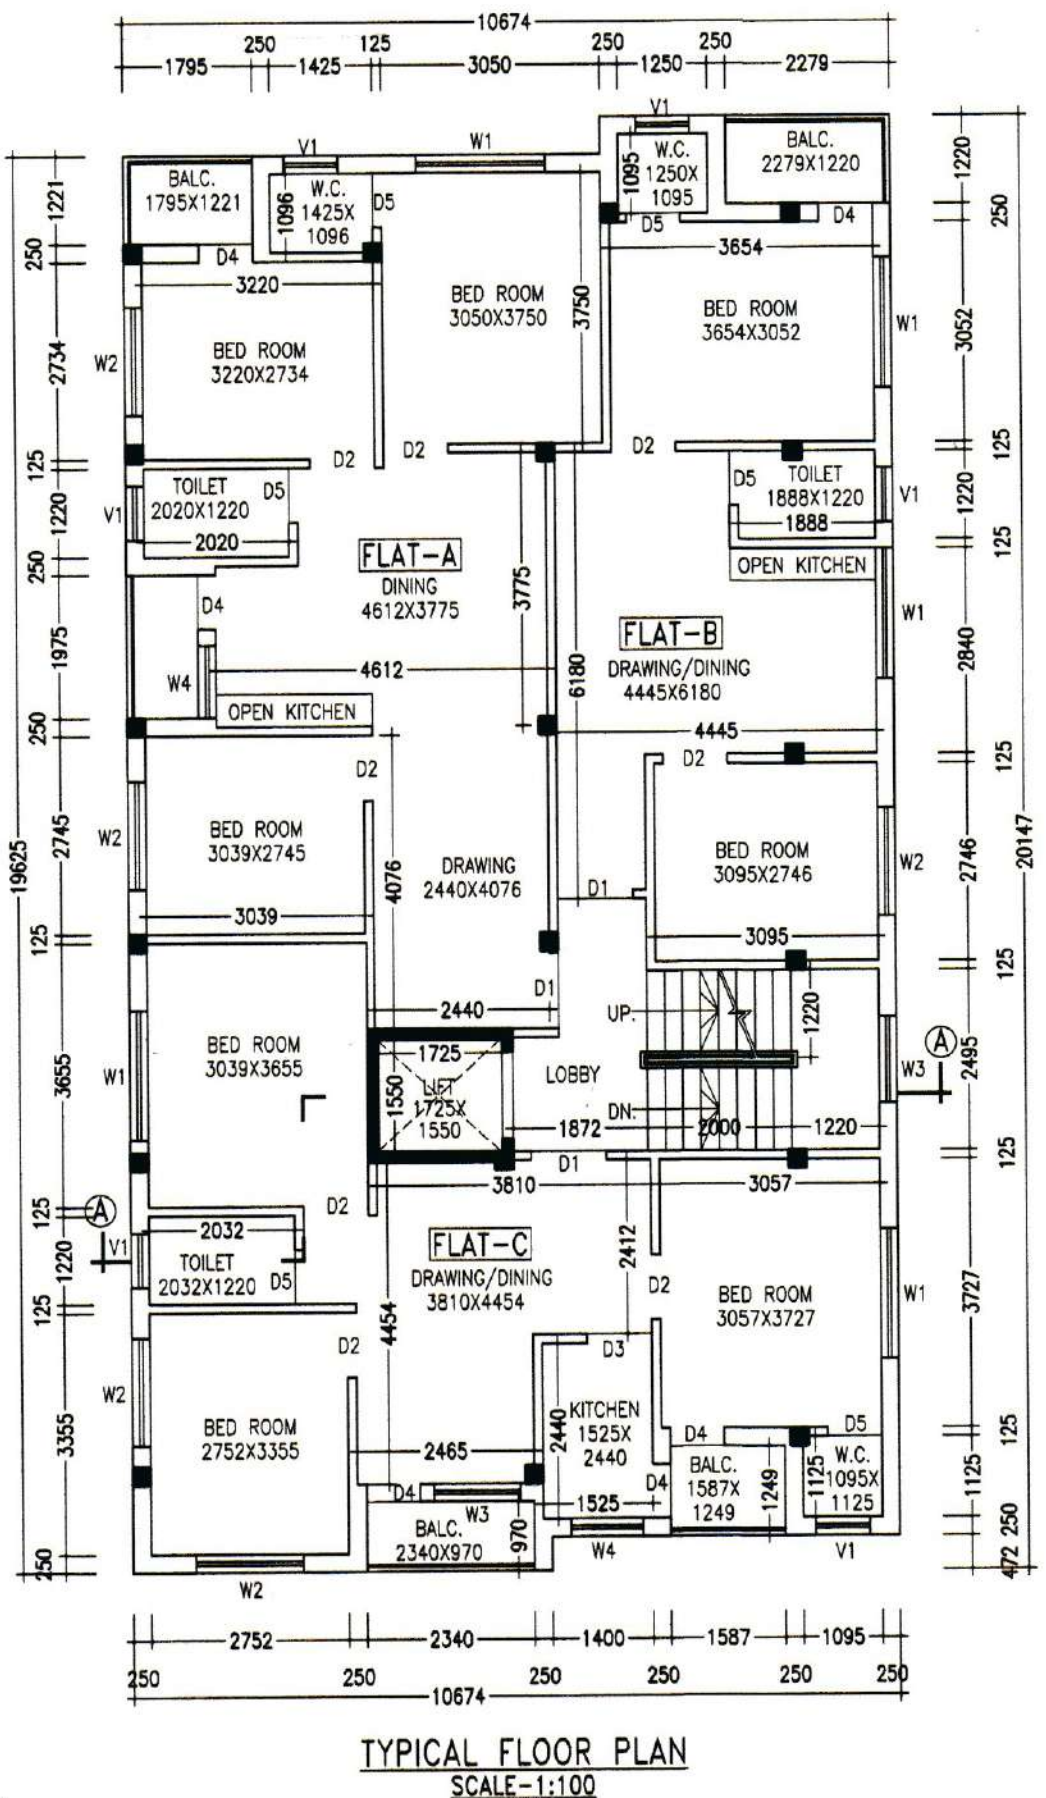 10674
250 125 250 250
1795 1425 3050 1250 2279
V1
V1 W1
BALC.
1795X1221
W.C.
1425X
1096
1096
D5
W.C.
1250X
1095
1095
BALC.
2279X1220
D5 D4
D4
3220
3654
BED ROOM
3220X2734
BED ROOM
3050X3750
3750
BED ROOM
3654X3052
W2
W1
D2 D2 D2
TOILET
2020X1220
D5
2020
V1
D5
TOILET
1888X1220
1888
V1
OPEN KITCHEN
FLAT-A
DINING
4612X3775
3775
D4
W4
4612
OPEN KITCHEN
FLAT-B
DRAWING/DINING
4445X6180
6180
4445
W1
D2
D2
BED ROOM
3039X2745
3039
W2
DRAWING
2440X4076
4076
2440
D1
D1
BED ROOM
3095X2746
3095
W2
BED ROOM
3039X3655
W1
1725
LIFT
1725X
1550
1550
LOBBY
UP.
DN.
1220
1872 2000 1220
W3
A
D1
3810 3057
D2
A
2032
V1
TOILET
2032X1220
D5
FLAT-C
DRAWING/DINING
3810X4454
4454
2412
D2
BED ROOM
3057X3727
W1
D2
D3
W2
BED ROOM
2752X3355
2465
KITCHEN
1525X
2440
2440
1525
D4
D4
BALC.
1587X
1249
1249
D5
W.C.
1095X
1125
1125
D4
W3
BALC.
2340X970
970
W2
W4
V1
1221
250
2734
125
1220
250
1975
250
2745
125
3655
125
1220
125
3355
250
19625
1220
250
3052
125
1220
125
2840
125
2746
125
2495
125
3727
125
1125
250
472
20147
2752 2340 1400 1587 1095
250 250 250 250 250 250
10674
TYPICAL FLOOR PLAN
SCALE-1:100